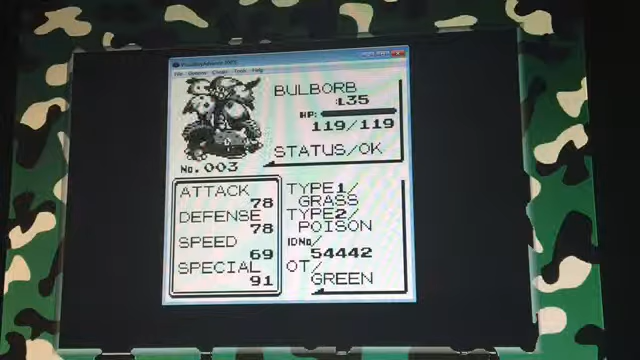 BULBORB
:L35
HP:
119/119
STATUS/OK
No.003
ATTACK
78
DEFENSE
78
SPEED
69
SPECIAL
91
TYPE1/
GRASS
TYPE2/
POISON
IDNo/
54442
OT/
GREEN